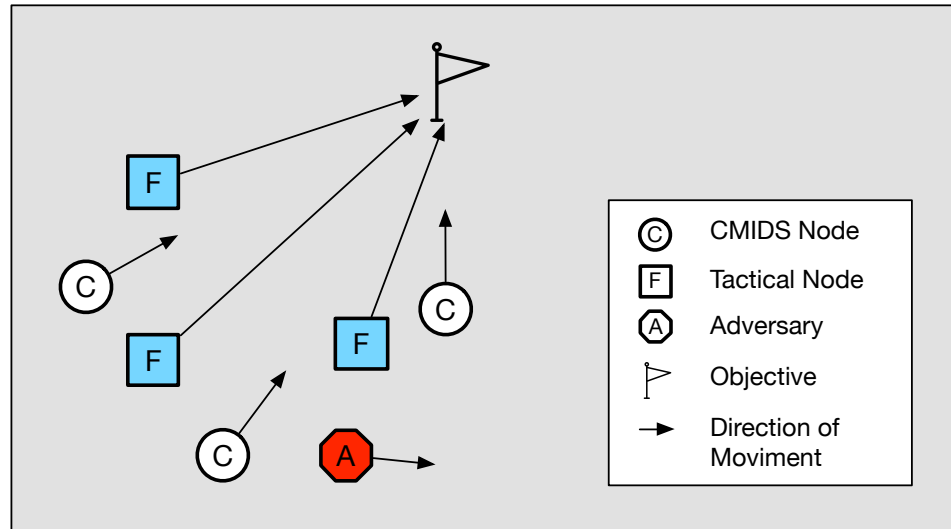 F
C
C
F
F
C
A
C CMIDS Node
F Tactical Node
A Adversary
Objective
Direction of
Moviment